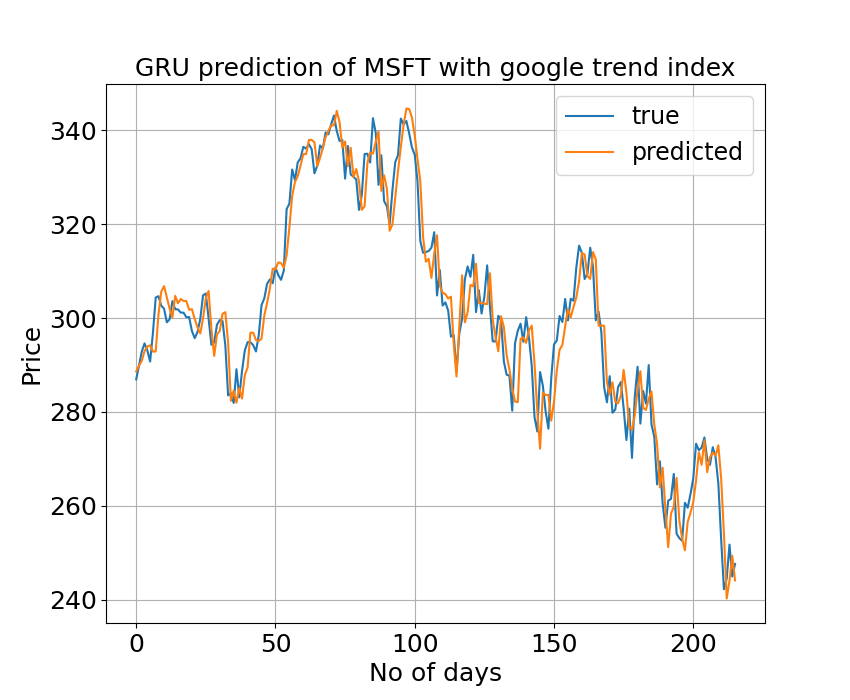 GRU prediction of MSFT with google trend index
true
predicted
340
320
300
280
260
240
Price
0 50 100 150 200
No of days